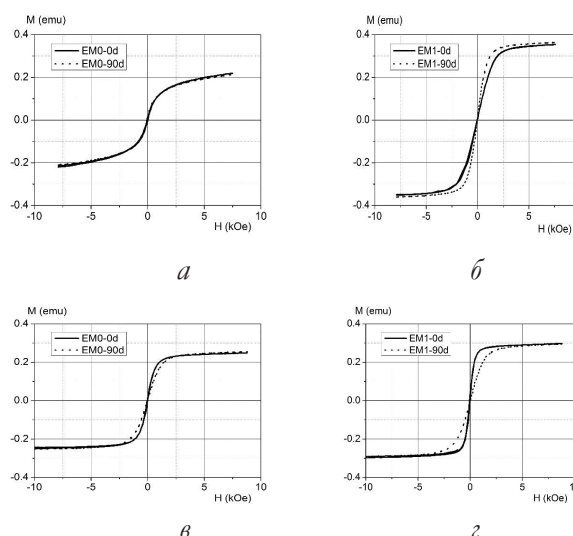 M (emu)
0.4
EM0-0d
EM0-90d
0.2
0.0
-0.2
-0.4
-10
-5
0
5
10
H (kOe)
а
M (emu)
0.4
EM1-0d
EM1-90d
0.2
0.0
-0.2
-0.4
-10
-5
0
5
H (kOe)
б
M (emu)
0.4
EM0-0d
EM0-90d
0.2
0.0
-0.2
-0.4
-10
-5
0
5
10
H (kOe)
в
M (emu)
0.4
EM1-0d
EM1-90d
0.2
0.0
-0.2
-0.4
-10
-5
0
5
H (kOe)
г